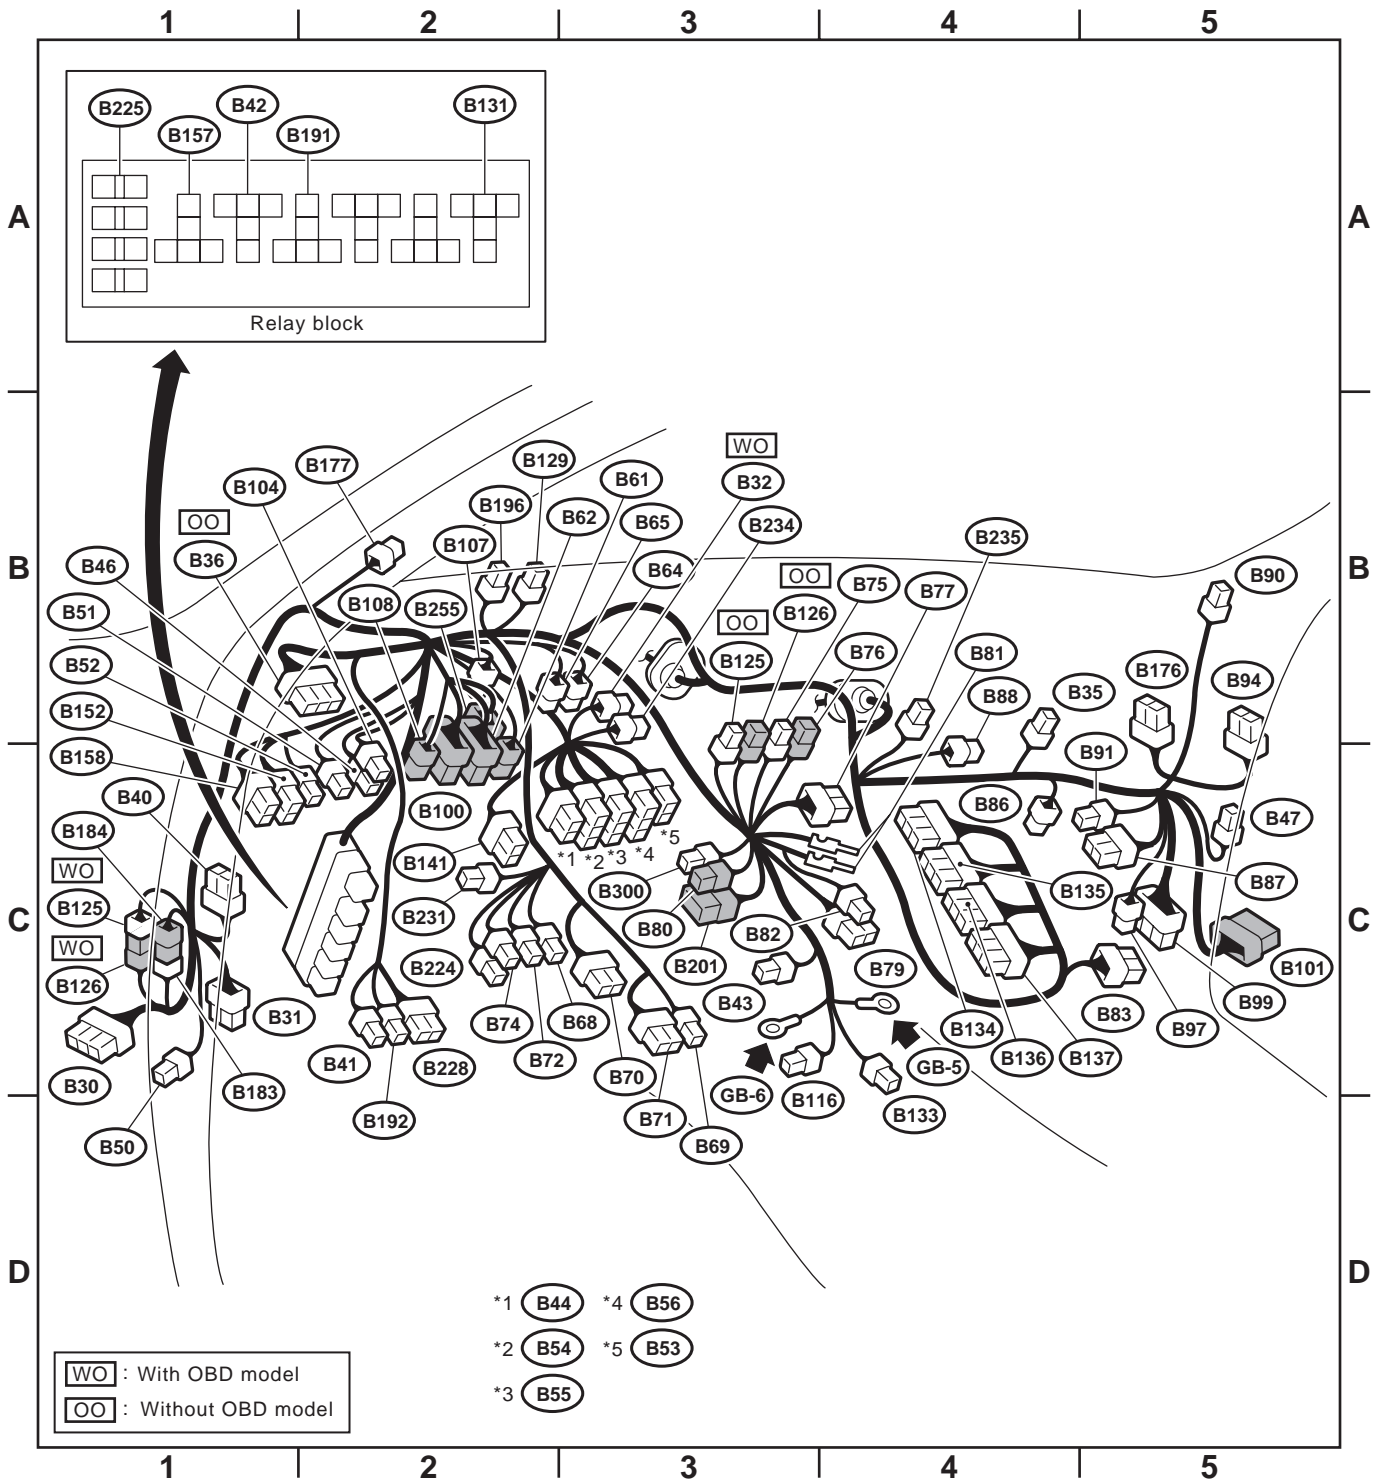 1 2 3 4 5
A A
B225 B42 B131
B157 B191
Relay block
B B
B129
B177 B61 WO
B104 B32
B196
OO B62 B65 B234
B36 B107 B235
B46 B64 OO B75 B77 B90
B51 B108 B255 OO B126
B52 B125 B76 B81 B176 B94
B152 B88 B35
B158 B91
B40 B100 B86 B47
B184 *1 *2 *3 *4 *5
WO B141 B300 B135 B87
B125 B231 B80 B82
C C
WO B224 B201 B79 B101
B126 B43 B99
B31 B74 B68 B134 B83 B97
B41 B228 B72 B136 B137
B30 B183 B70 GB-6 B116 GB-5
B192 B71 B133
B50 B69
D D
*1 B44 *4 B56
*2 B54 *5 B53
*3 B55
WO : With OBD model
OO : Without OBD model
1 2 3 4 5